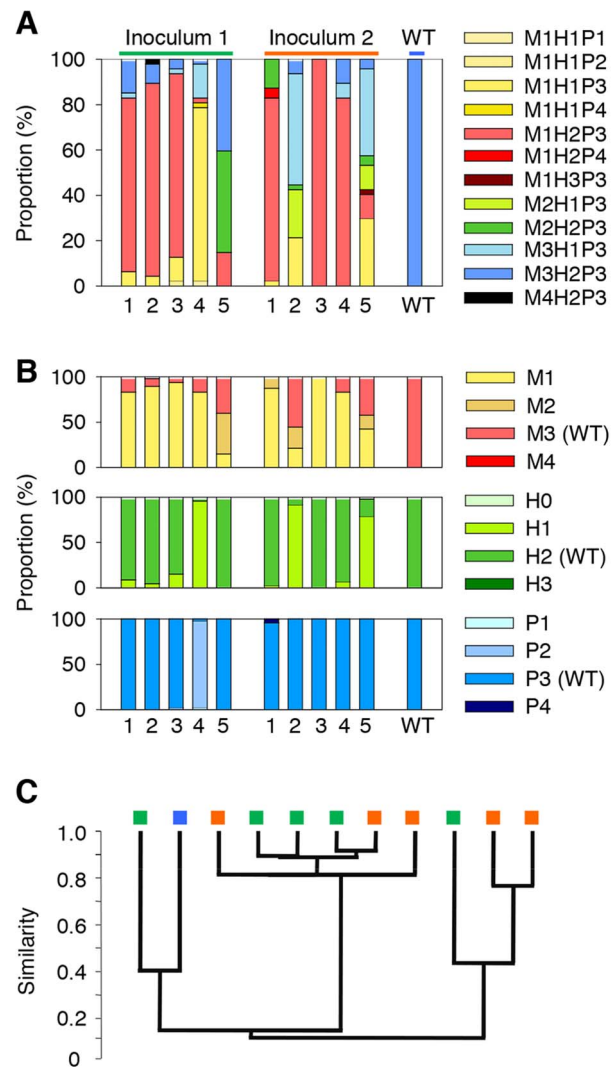 A
Inoculum 1
Inoculum 2
WT
Proportion (%)
100
80
60
40
20
0
1 2 3 4 5 1 2 3 4 5 WT
M1H1P1
M1H1P2
M1H1P3
M1H1P4
M1H2P3
M1H2P4
M1H3P3
M2H1P3
M2H2P3
M3H1P3
M3H2P3
M4H2P3
B
Proportion (%)
100
50
0
M1
M2
M3 (WT)
M4
100
50
0
H0
H1
H2 (WT)
H3
100
50
0
1 2 3 4 5 1 2 3 4 5 WT
P1
P2
P3 (WT)
P4
C
Similarity
1.0
0.8
0.6
0.4
0.2
0